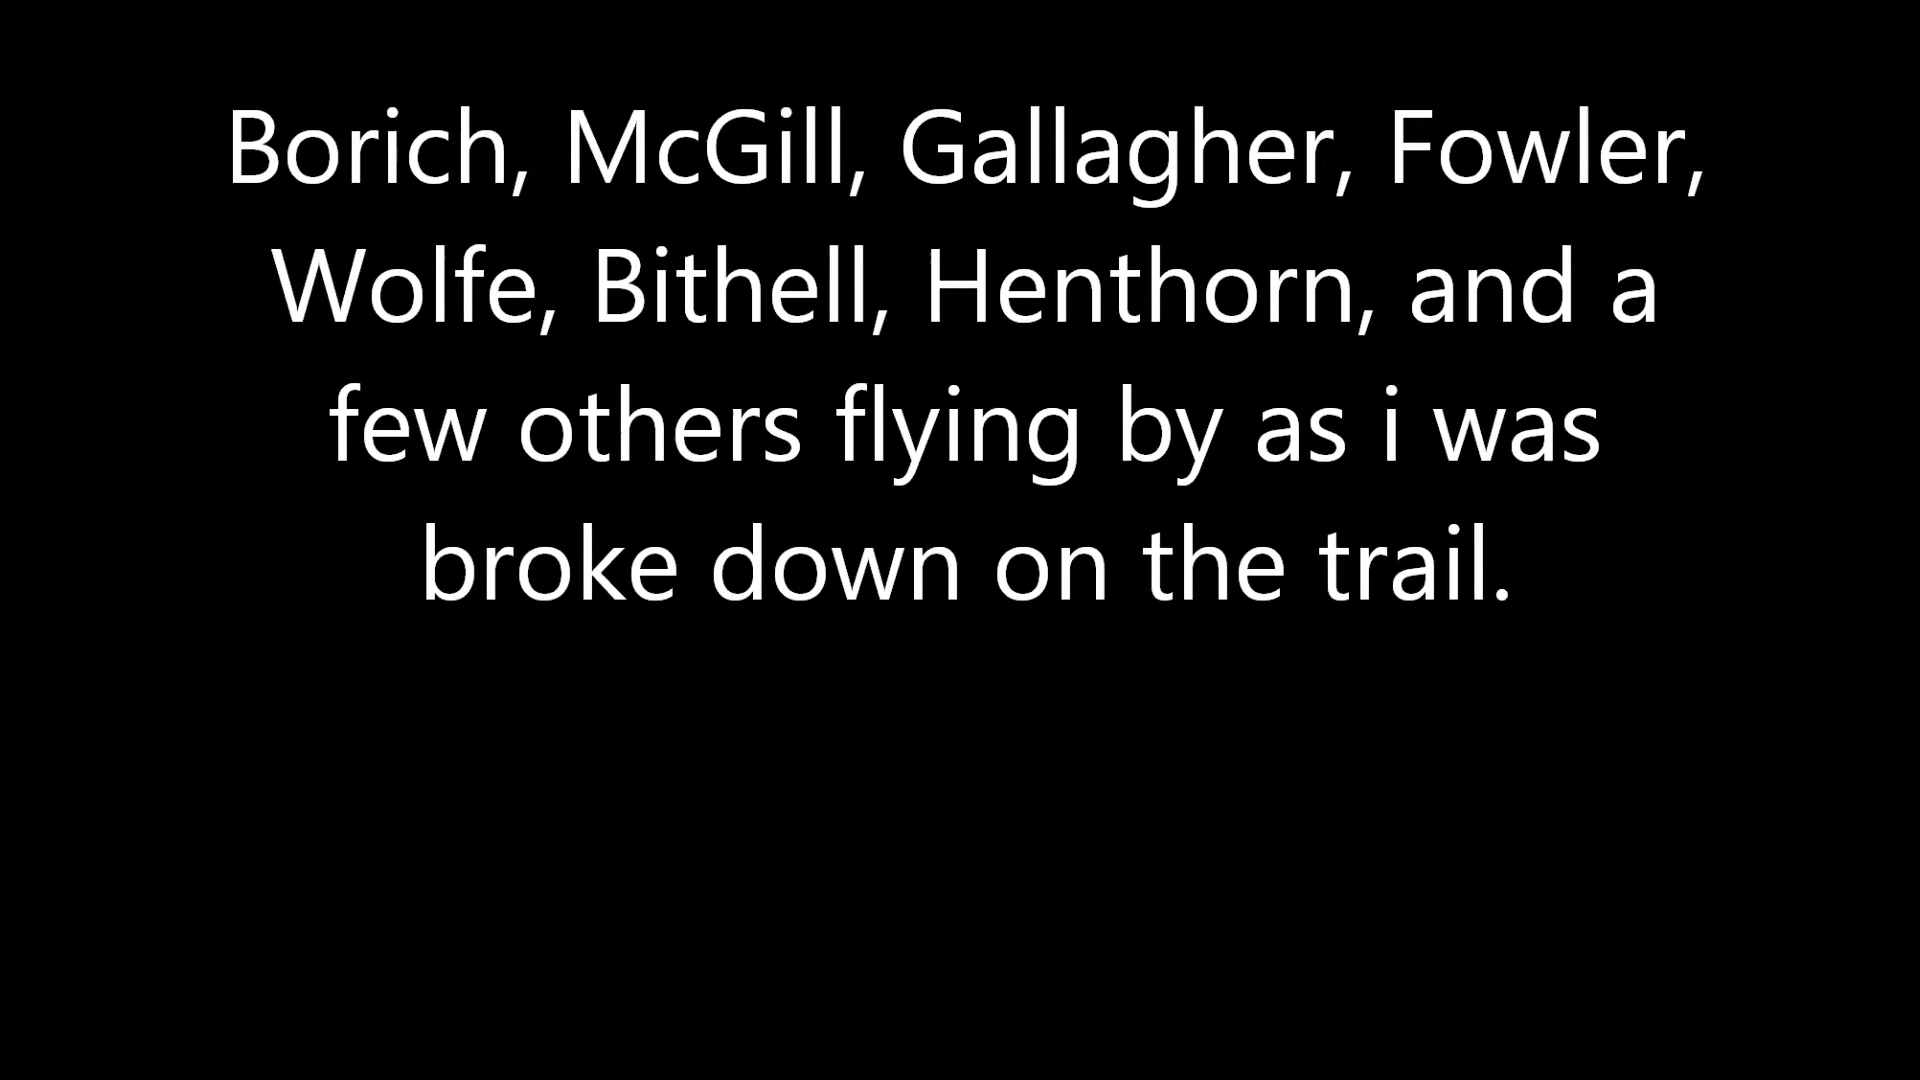 Borich, McGill, Gallagher, Fowler,
Wolfe, Bithell, Henthorn, and a
few others flying by as i was
broke down on the trail.